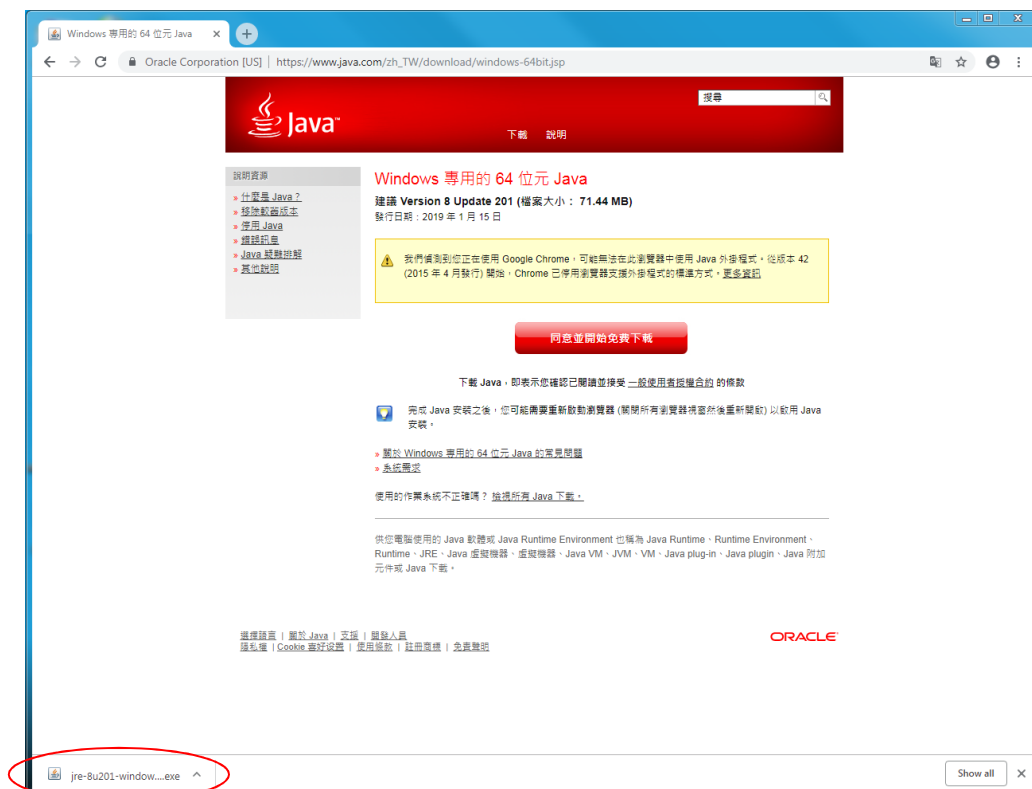 Windows 專用的 64 位元 Java
Oracle Corporation [US] | https://www.java.com/zh_TW/download/windows-64bit.jsp
搜尋
Java™
下載 說明
說明資源
» 什麼是 Java？
» 移除較舊版本
» 停用 Java
» 錯誤訊息
» Java 疑難排解
» 其他說明
Windows 專用的 64 位元 Java
建議 Version 8 Update 201 (檔案大小： 71.44 MB)
發行日期：2019 年 1 月 15 日
我們偵測到您正在使用 Google Chrome，可能無法在此瀏覽器中使用 Java 外掛程式。從版本 42
(2015 年 4 月發行) 開始，Chrome 已停用瀏覽器支援外掛程式的標準方式。更多資訊
同意並開始免費下載
下載 Java，即表示您確認已閱讀並接受 一般使用者授權合約 的條款
完成 Java 安裝之後，您可能需要重新啟動瀏覽器 (關閉所有瀏覽器視窗然後重新開啟) 以啟用 Java
安裝。
» 關於 Windows 專用的 64 位元 Java 的常見問題
» 系統需求
使用的作業系統不正確嗎？ 檢視所有 Java 下載。
供您電腦使用的 Java 軟體或 Java Runtime Environment 也稱為 Java Runtime、Runtime Environment、
Runtime、JRE、Java 虛擬機器、虛擬機器、Java VM、JVM、VM、Java plug-in、Java plugin、Java 附加
元件或 Java 下載。
選擇語言 | 關於 Java | 支援 | 開發人員
隱私權 | Cookie 喜好设置 | 使用條款 | 註冊商標 | 免責聲明
ORACLE
jre-8u201-window....exe
Show all